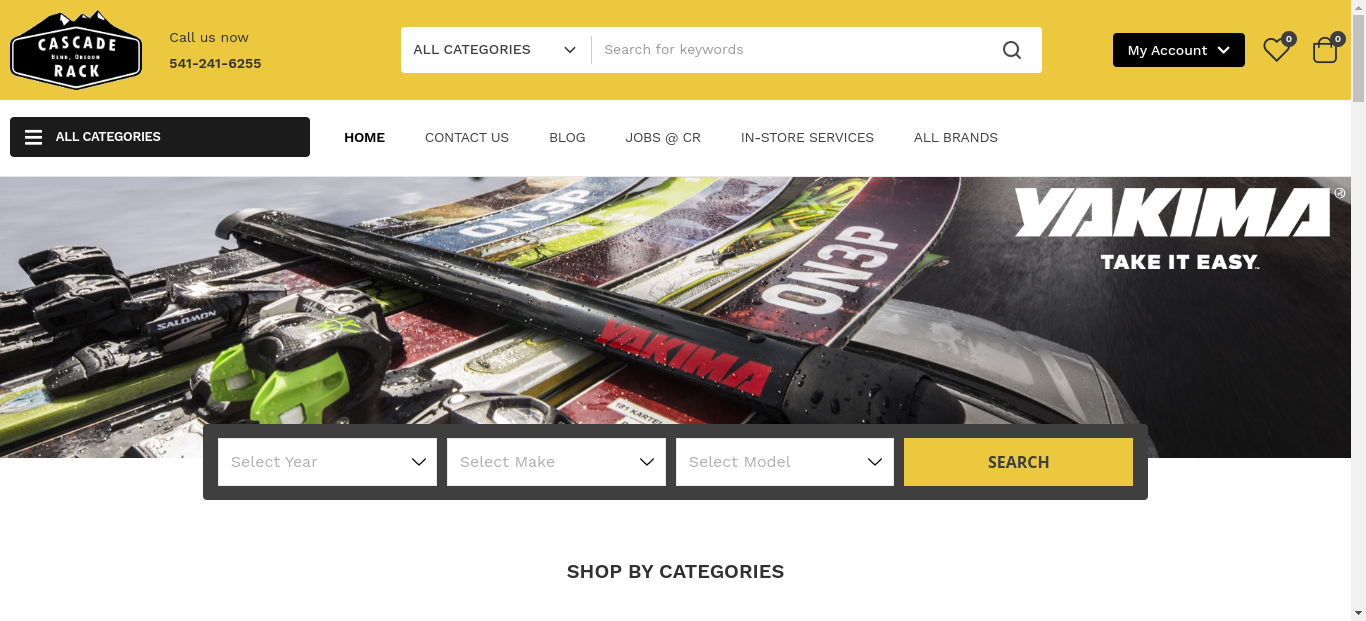 CASCADE
BEND, OREGON
RACK
Call us now
541-241-6255
ALL CATEGORIES
Search for keywords
My Account
0
0
ALL CATEGORIES
HOME
CONTACT US
BLOG
JOBS @ CR
IN-STORE SERVICES
ALL BRANDS
YAKIMA®
TAKE IT EASY™
ON3P
ON3P
SALOMON
YAKIMA
Select Year
Select Make
Select Model
SEARCH
SHOP BY CATEGORIES